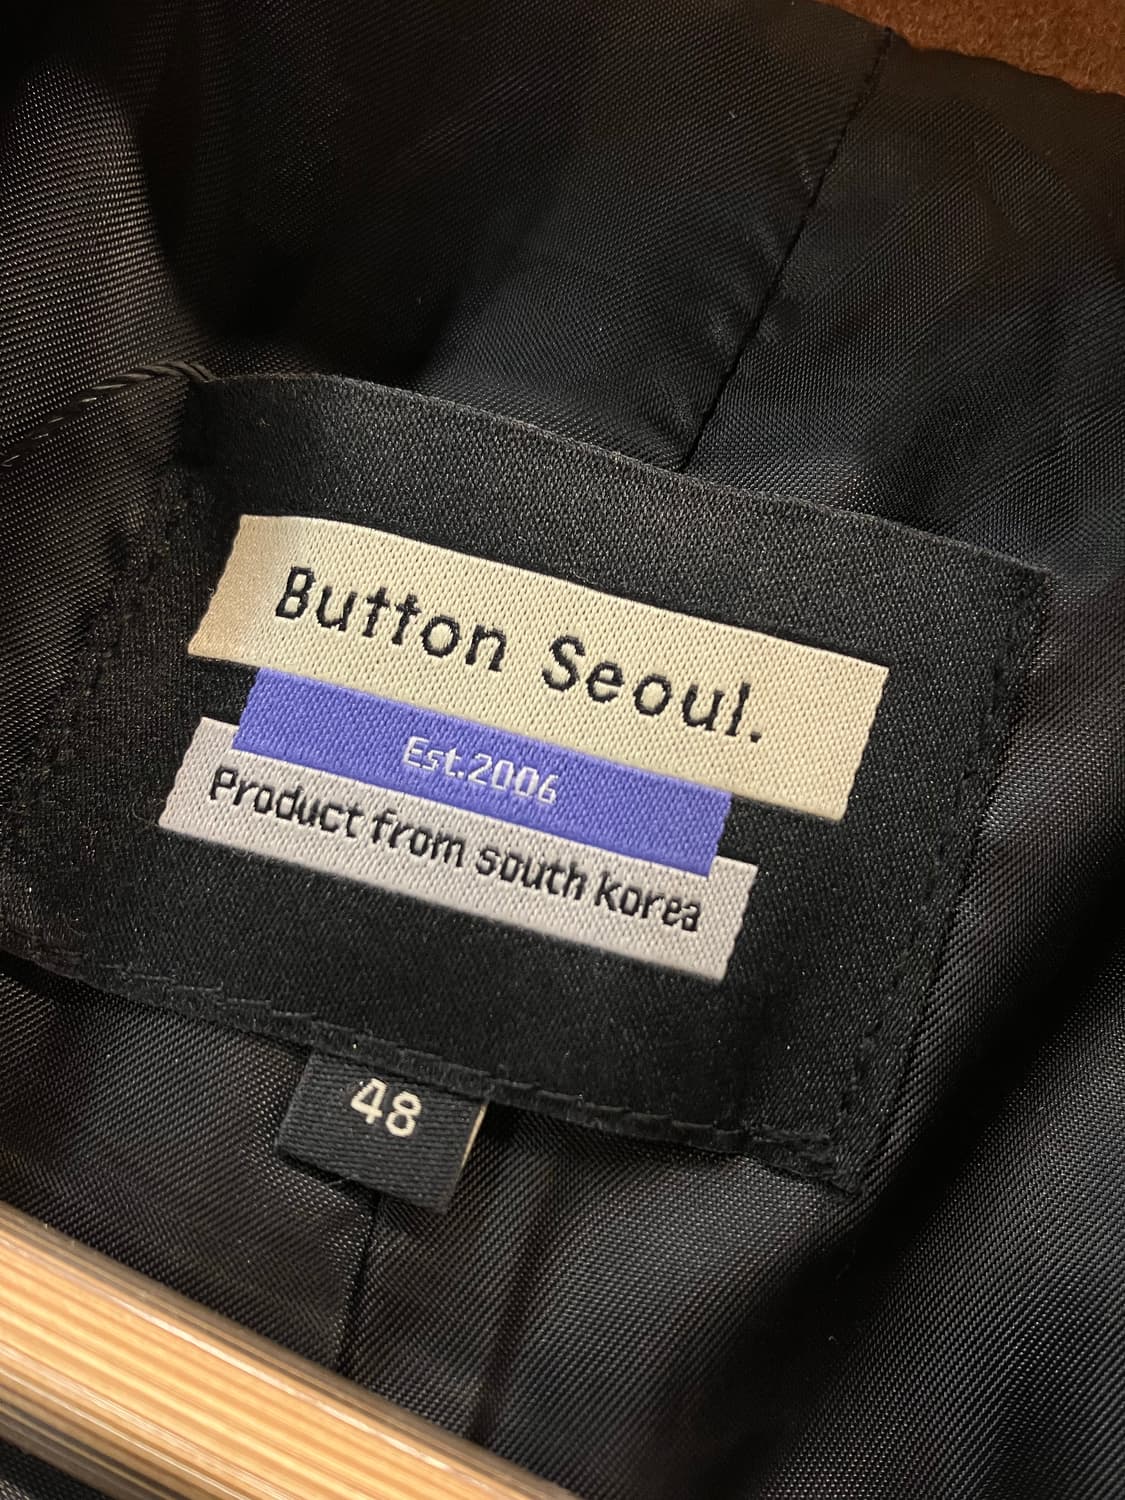 Button Seoul.
Est.2006
Product from south korea
48